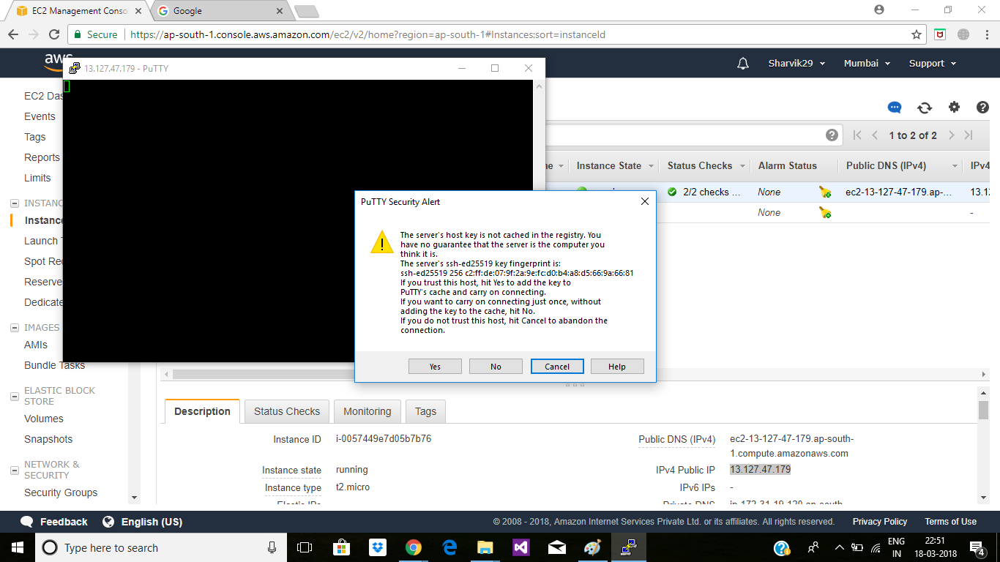 EC2 Management Conso
Google
Secure
https://ap-south-1.console.aws.amazon.com/ec2/v2/home?region=ap-south-1#Instances:sort=instanceId
aws
Sharvik29
Mumbai
Support
13.127.47.179 - PuTTY
EC2 Das
Events
Tags
Reports
Limits
INSTANC
Instance
Launch T
Spot Req
Reserve
Dedicate
IMAGES
AMIs
Bundle Tasks
ELASTIC BLOCK
STORE
Volumes
Snapshots
NETWORK &
SECURITY
Security Groups
1 to 2 of 2
ne
Instance State
Status Checks
Alarm Status
Public DNS (IPv4)
IPv4
2/2 checks ...
None
ec2-13-127-47-179.ap-...
13.1
None
-
PuTTY Security Alert
The server's host key is not cached in the registry. You
have no guarantee that the server is the computer you
think it is.
The server's ssh-ed25519 key fingerprint is:
ssh-ed25519 256 c2:ff:de:07:9f:2a:9e:fc:d0:b4:a8:d5:66:9a:66:81
If you trust this host, hit Yes to add the key to
PuTTY's cache and carry on connecting.
If you want to carry on connecting just once, without
adding the key to the cache, hit No.
If you do not trust this host, hit Cancel to abandon the
connection.
Yes
No
Cancel
Help
Description
Status Checks
Monitoring
Tags
Instance ID
i-0057449e7d05b7b76
Public DNS (IPv4)
ec2-13-127-47-179.ap-south-
1.compute.amazonaws.com
Instance state
running
IPv4 Public IP
13.127.47.179
Instance type
t2.micro
IPv6 IPs
-
Elastic IPs
Private DNS
ip-172-31-19-120.ap-south-
Feedback
English (US)
© 2008 - 2018, Amazon Internet Services Private Ltd. or its affiliates. All rights reserved.
Privacy Policy
Terms of Use
Type here to search
ENG
IN
22:51
18-03-2018
4